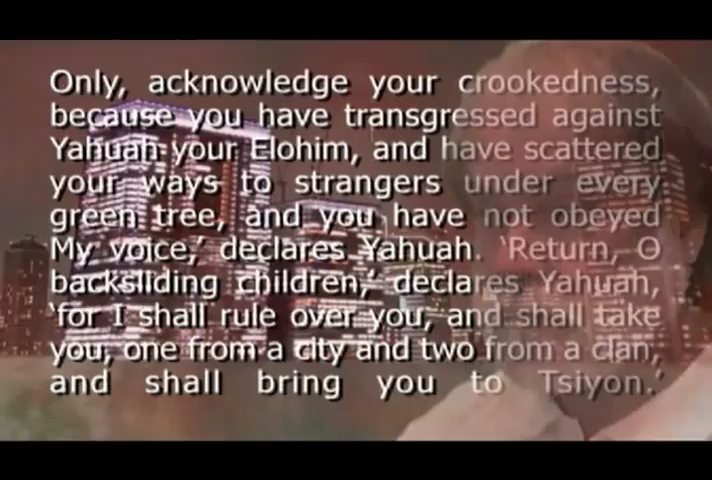 Only, acknowledge your crookedness,
because you have transgressed against
Yahuah your Elohim, and have scattered
your ways to strangers under every
green tree, and you have not obeyed
My voice,’ declares Yahuah. ‘Return, O
backsliding children,’ declares Yahuah,
‘for I shall rule over you, and shall take
you, one from a city and two from a clan,
and shall bring you to Tsiyon.’